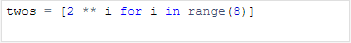 twos = [2 ** i for i in range(8)]